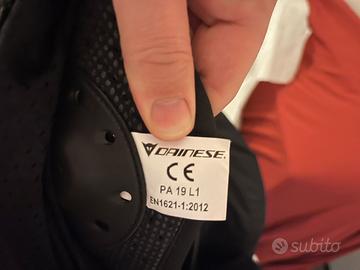 DAINESE
CE
PA 19 L1
EN1621-1:2012
subito